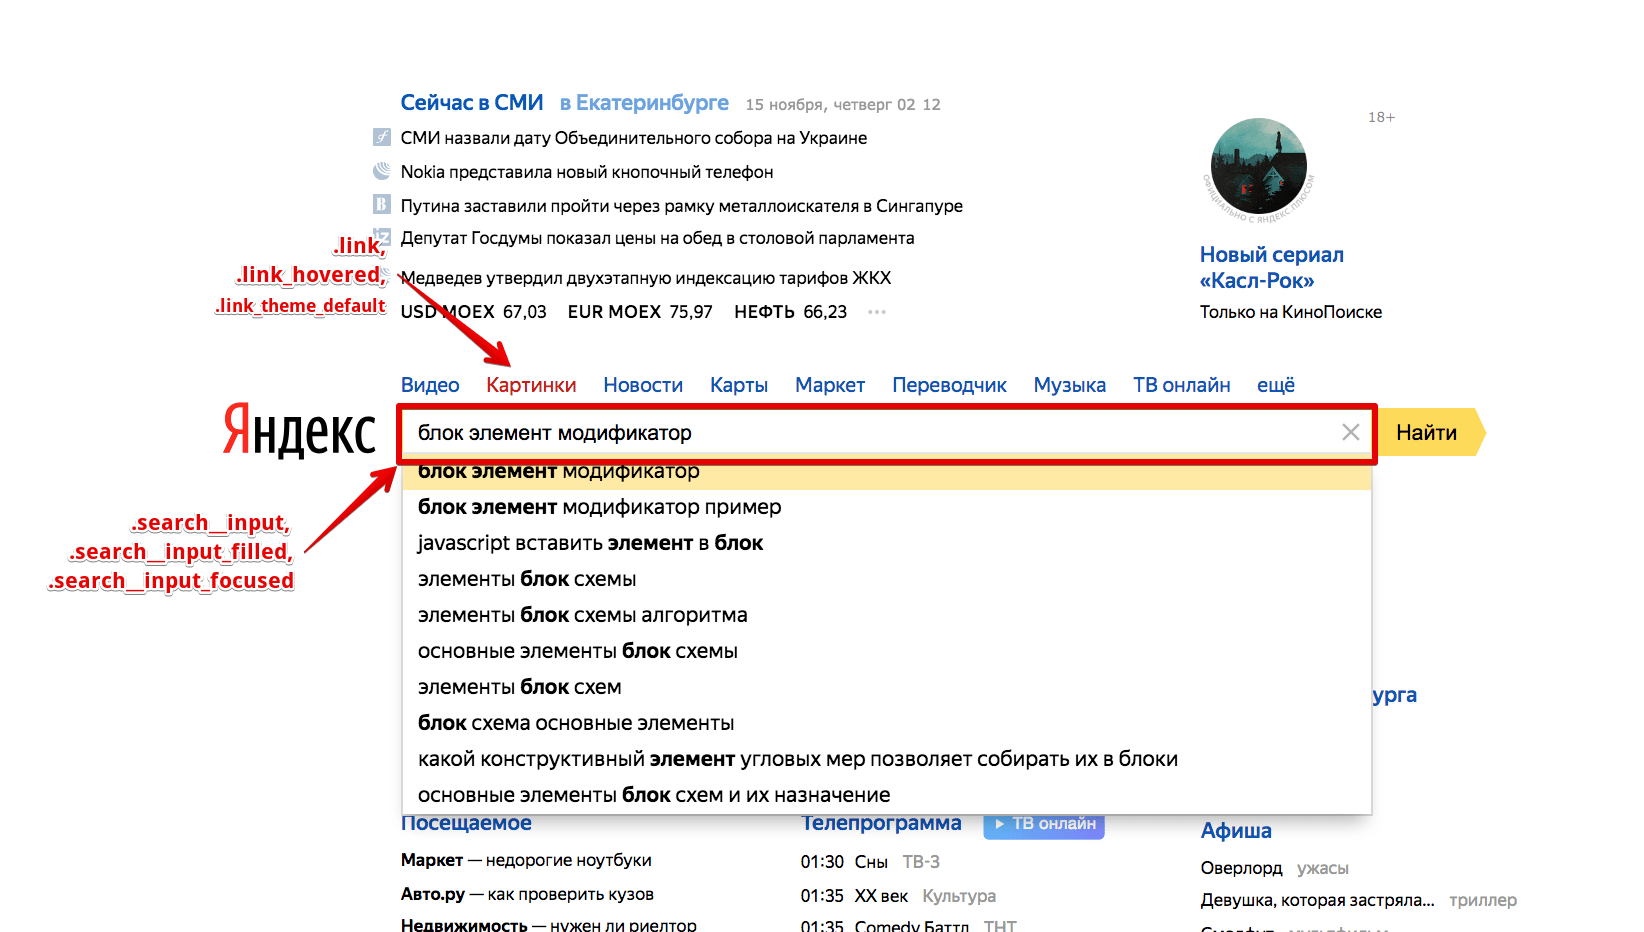 Сейчас в СМИ в Екатеринбурге 15 ноября, четверг 02 12
СМИ назвали дату Объединительного собора на Украине
Nokia представила новый кнопочный телефон
Путина заставили пройти через рамку металлоискателя в Сингапуре
Депутат Госдумы показал цены на обед в столовой парламента
Медведев утвердил двухэтапную индексацию тарифов ЖКХ
USD MOEX 67,03 EUR MOEX 75,97 НЕФТЬ 66,23 •••
18+
ОФИЦИАЛЬНО С ЯНДЕКС.ПЛЮСОМ
Новый сериал
«Касл-Рок»
Только на КиноПоиске
.link,
.link_hovered,
.link_theme_default
Видео Картинки Новости Карты Маркет Переводчик Музыка ТВ онлайн ещё
Яндекс
блок элемент модификатор
Найти
.search__input,
.search__input_filled,
.search__input_focused
блок элемент модификатор
блок элемент модификатор пример
javascript вставить элемент в блок
элементы блок схемы
элементы блок схемы алгоритма
основные элементы блок схемы
элементы блок схем
блок схема основные элементы
какой конструктивный элемент угловых мер позволяет собирать их в блоки
основные элементы блок схем и их назначение
урга
Посещаемое
Маркет — недорогие ноутбуки
Авто.ру — как проверить кузов
Недвижимость — нужен ли риелтор
Телепрограмма ТВ онлайн
01:30 Сны ТВ-3
01:35 ХХ век Культура
01:35 Comedy Баттл ТНТ
Афиша
Оверлорд ужасы
Девушка, которая застряла... триллер